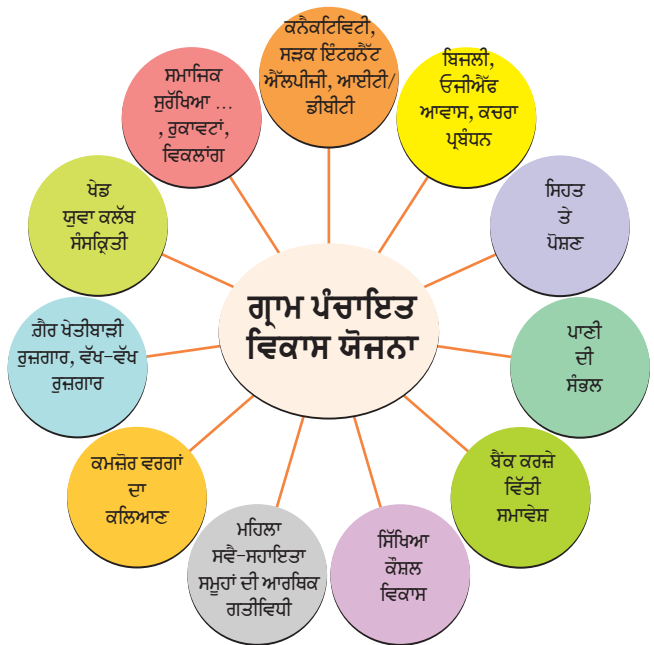 ਗ੍ਰਾਮ ਪੰਚਾਇਤ
ਵਿਕਾਸ ਯੋਜਨਾ
ਕਨੈਕਟਿਵਿਟੀ,
ਸੜਕ ਇੰਟਰਨੈੱਟ
ਐੱਲਪੀਜੀ, ਆਈਟੀ/
ਡੀਬੀਟੀ
ਬਿਜਲੀ,
ਓਜੀਐੱਫ
ਆਵਾਸ, ਕਚਰਾ
ਪ੍ਰਬੰਧਨ
ਸਿਹਤ
ਤੇ
ਪੋਸ਼ਣ
ਪਾਣੀ
ਦੀ
ਸੰਭਲ
ਬੈਂਕ ਕਰਜ਼ੇ
ਵਿੱਤੀ
ਸਮਾਵੇਸ਼
ਸਿੱਖਿਆ
ਕੌਸ਼ਲ
ਵਿਕਾਸ
ਮਹਿਲਾ
ਸਵੈ-ਸਹਾਇਤਾ
ਸਮੂਹਾਂ ਦੀ ਆਰਥਿਕ
ਗਤੀਵਿਧੀ
ਕਮਜ਼ੋਰ ਵਰਗਾਂ
ਦਾ
ਕਲਿਆਣ
ਗ਼ੈਰ ਖੇਤੀਬਾੜੀ
ਰੁਜ਼ਗਾਰ, ਵੱਖ-ਵੱਖ
ਰੁਜ਼ਗਾਰ
ਖੇਡ
ਯੁਵਾ ਕਲੱਬ
ਸੰਸਕ੍ਰਿਤੀ
ਸਮਾਜਿਕ
ਸੁਰੱਖਿਆ ...
, ਰੁਕਾਵਟਾਂ,
ਵਿਕਲਾਂਗ